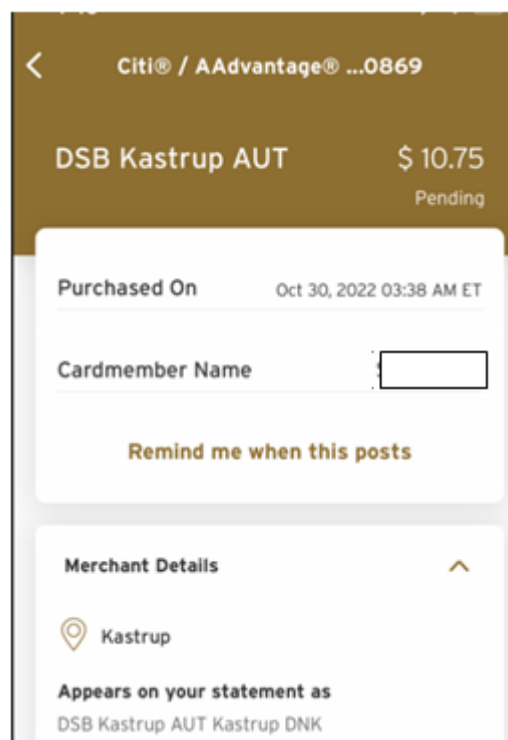 Citi® / AAdvantage® ...0869
DSB Kastrup AUT $ 10.75
Pending
Purchased On Oct 30, 2022 03:38 AM ET
Cardmember Name
Remind me when this posts
Merchant Details
Kastrup
Appears on your statement as
DSB Kastrup AUT Kastrup DNK